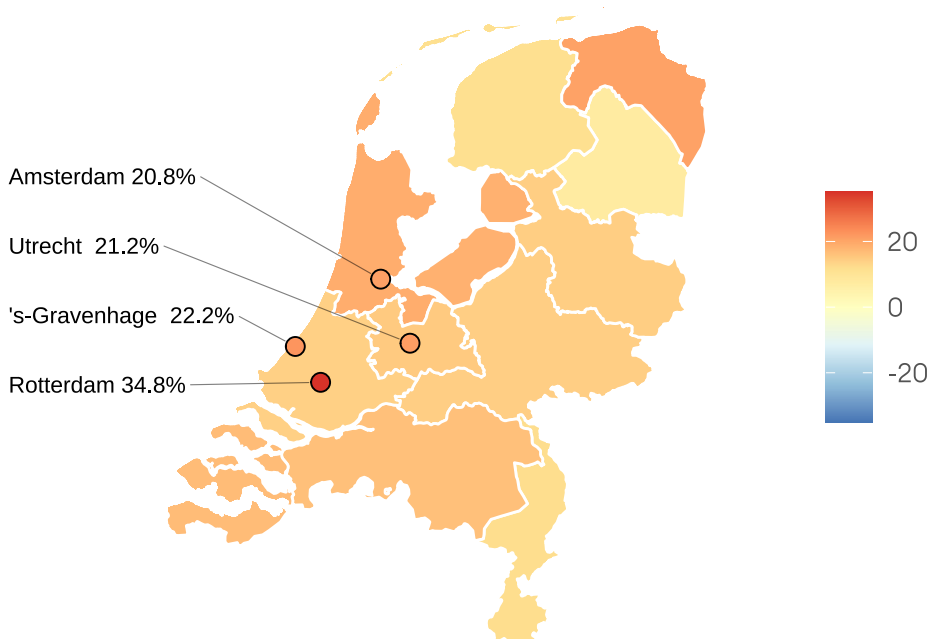 Amsterdam 20.8%
Utrecht 21.2%
's-Gravenhage 22.2%
Rotterdam 34.8%
20
0
-20